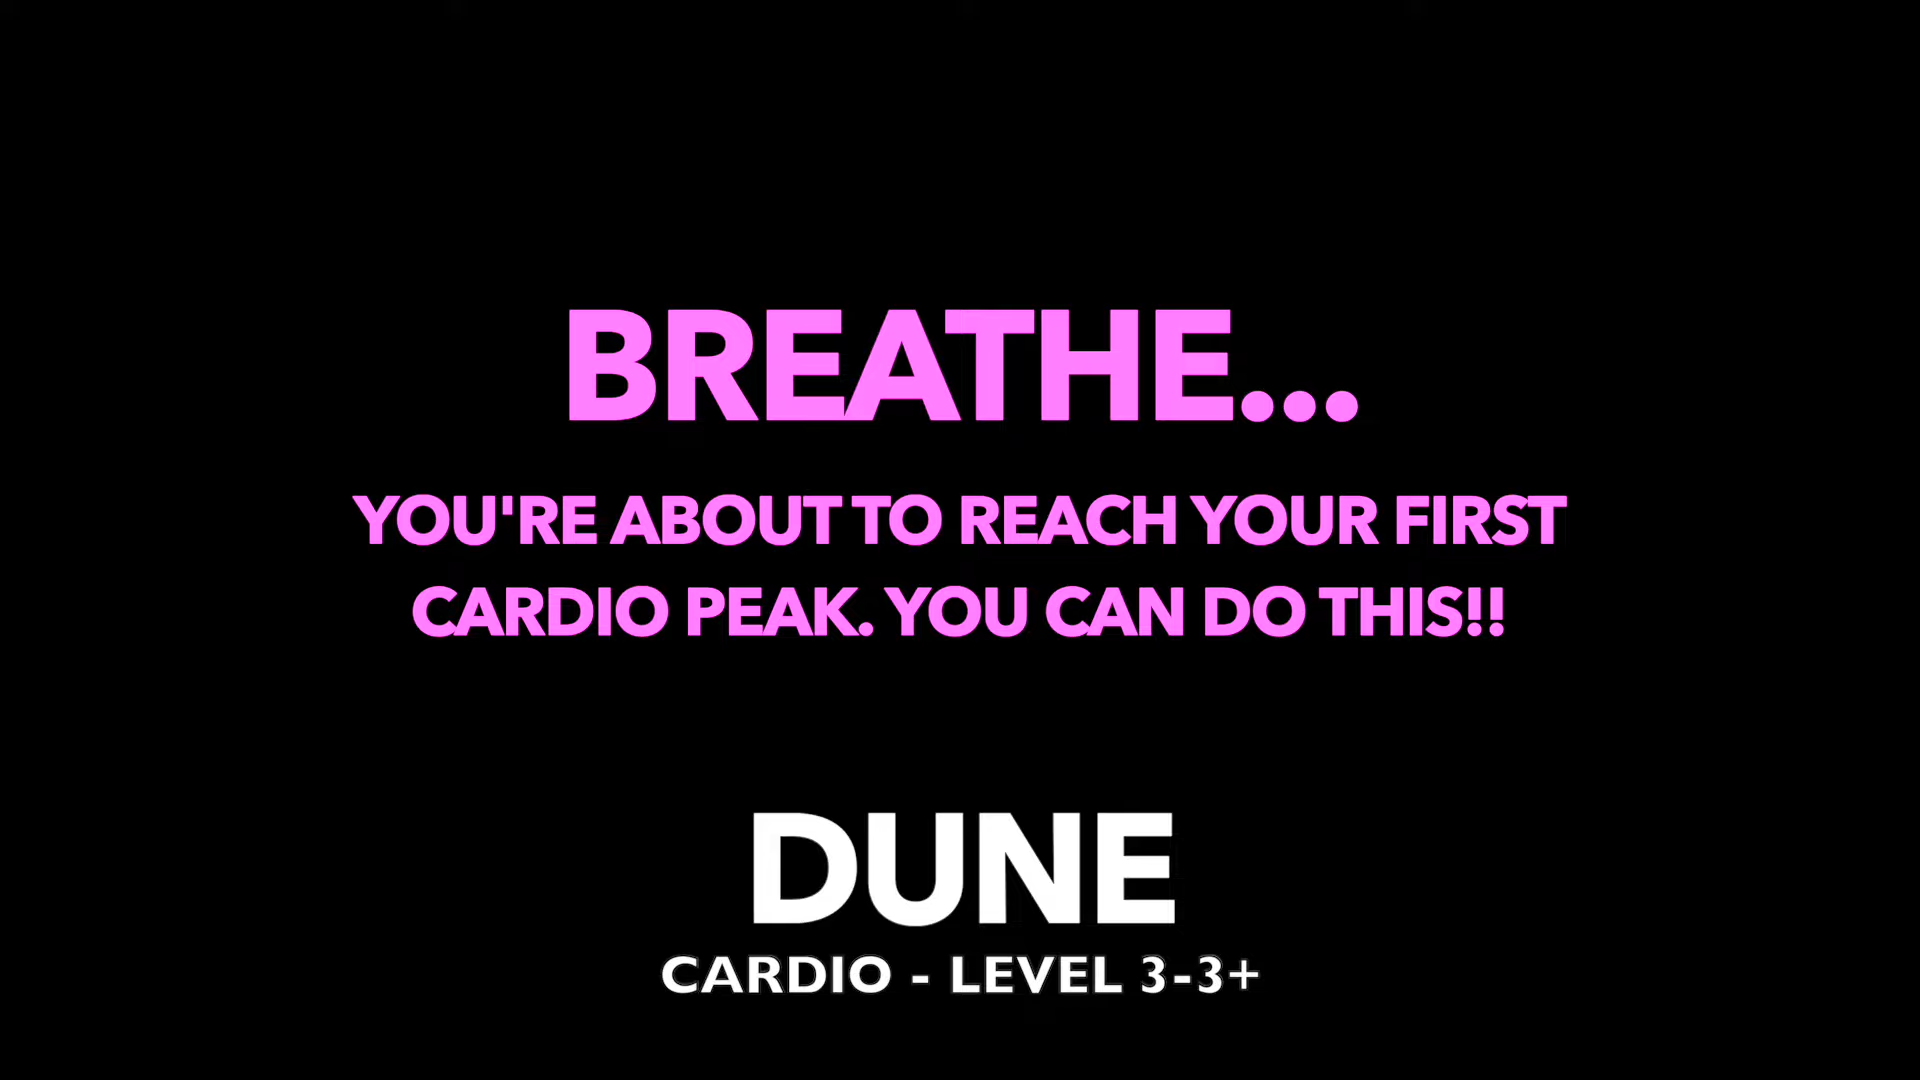 BREATHE...
YOU'RE ABOUT TO REACH YOUR FIRST
CARDIO PEAK. YOU CAN DO THIS!!
DUNE
CARDIO - LEVEL 3-3+